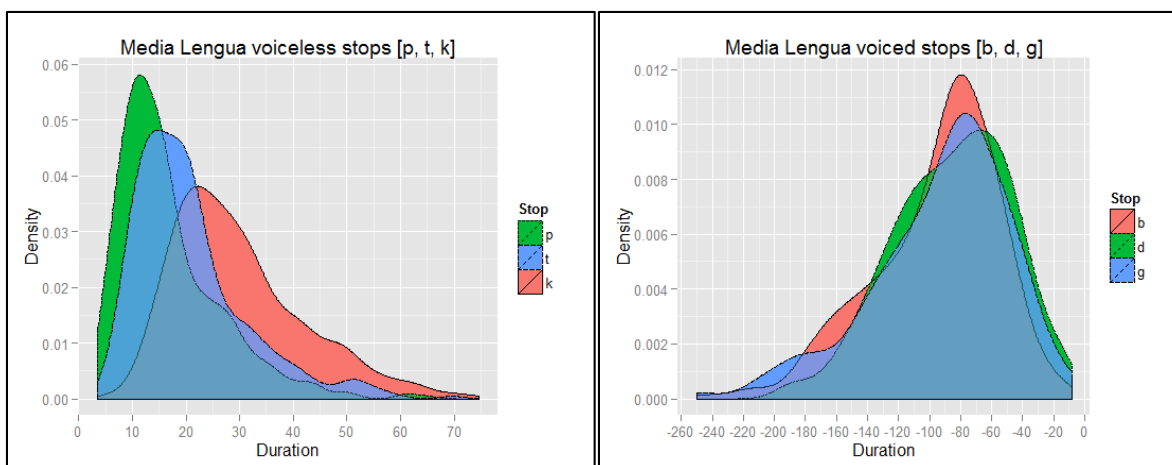 Media Lengua voiceless stops [p, t, k]
0.06
0.05
0.04
0.03
0.02
0.01
0.00
Density
0 10 20 30 40 50 60 70
Duration
Stop
p
t
k
Media Lengua voiced stops [b, d, g]
0.012
0.010
0.008
0.006
0.004
0.002
0.000
Density
-260 -240 -220 -200 -180 -160 -140 -120 -100 -80 -60 -40 -20 0
Duration
Stop
b
d
g